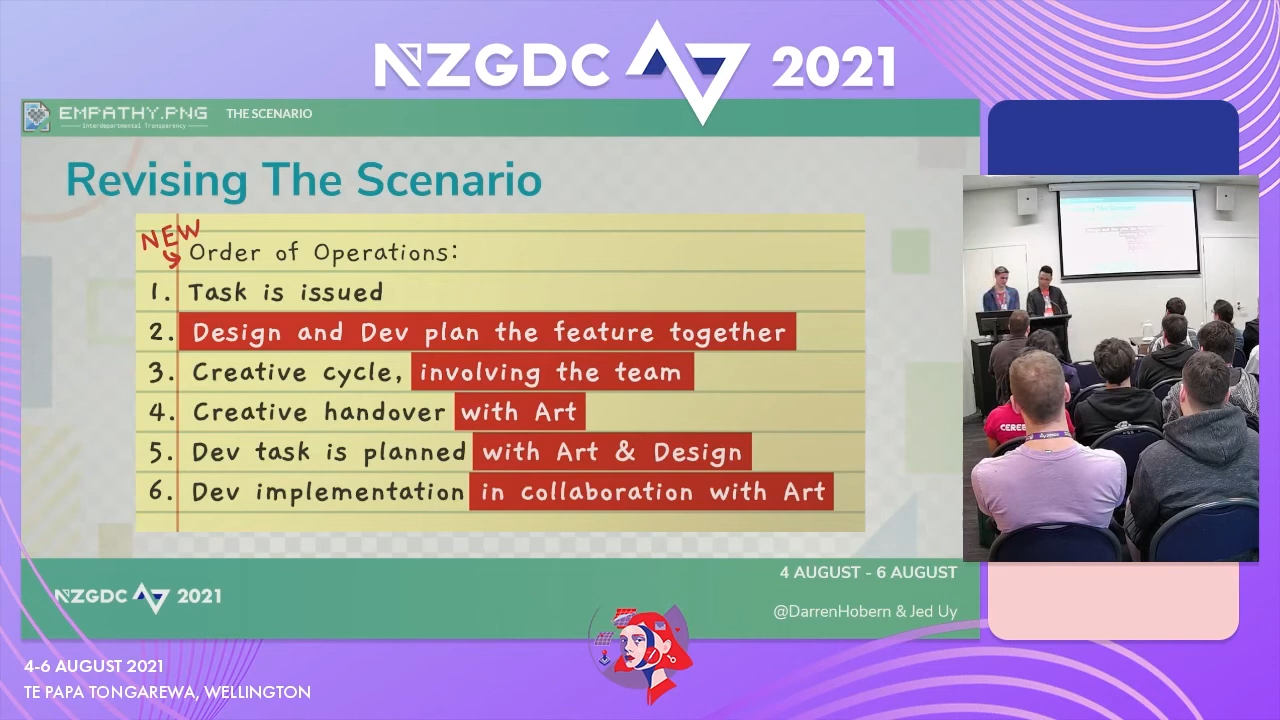 NZGDC 2021
EMPATHY.PNG
Interdepartmental Transparency
THE SCENARIO
Revising The Scenario
NEW
Order of Operations:
1. Task is issued
2. Design and Dev plan the feature together
3. Creative cycle, involving the team
4. Creative handover with Art
5. Dev task is planned with Art & Design
6. Dev implementation in collaboration with Art
4 AUGUST - 6 AUGUST
NZGDC 2021
@DarrenHobern & Jed Uy
4-6 AUGUST 2021
TE PAPA TONGAREWA, WELLINGTON